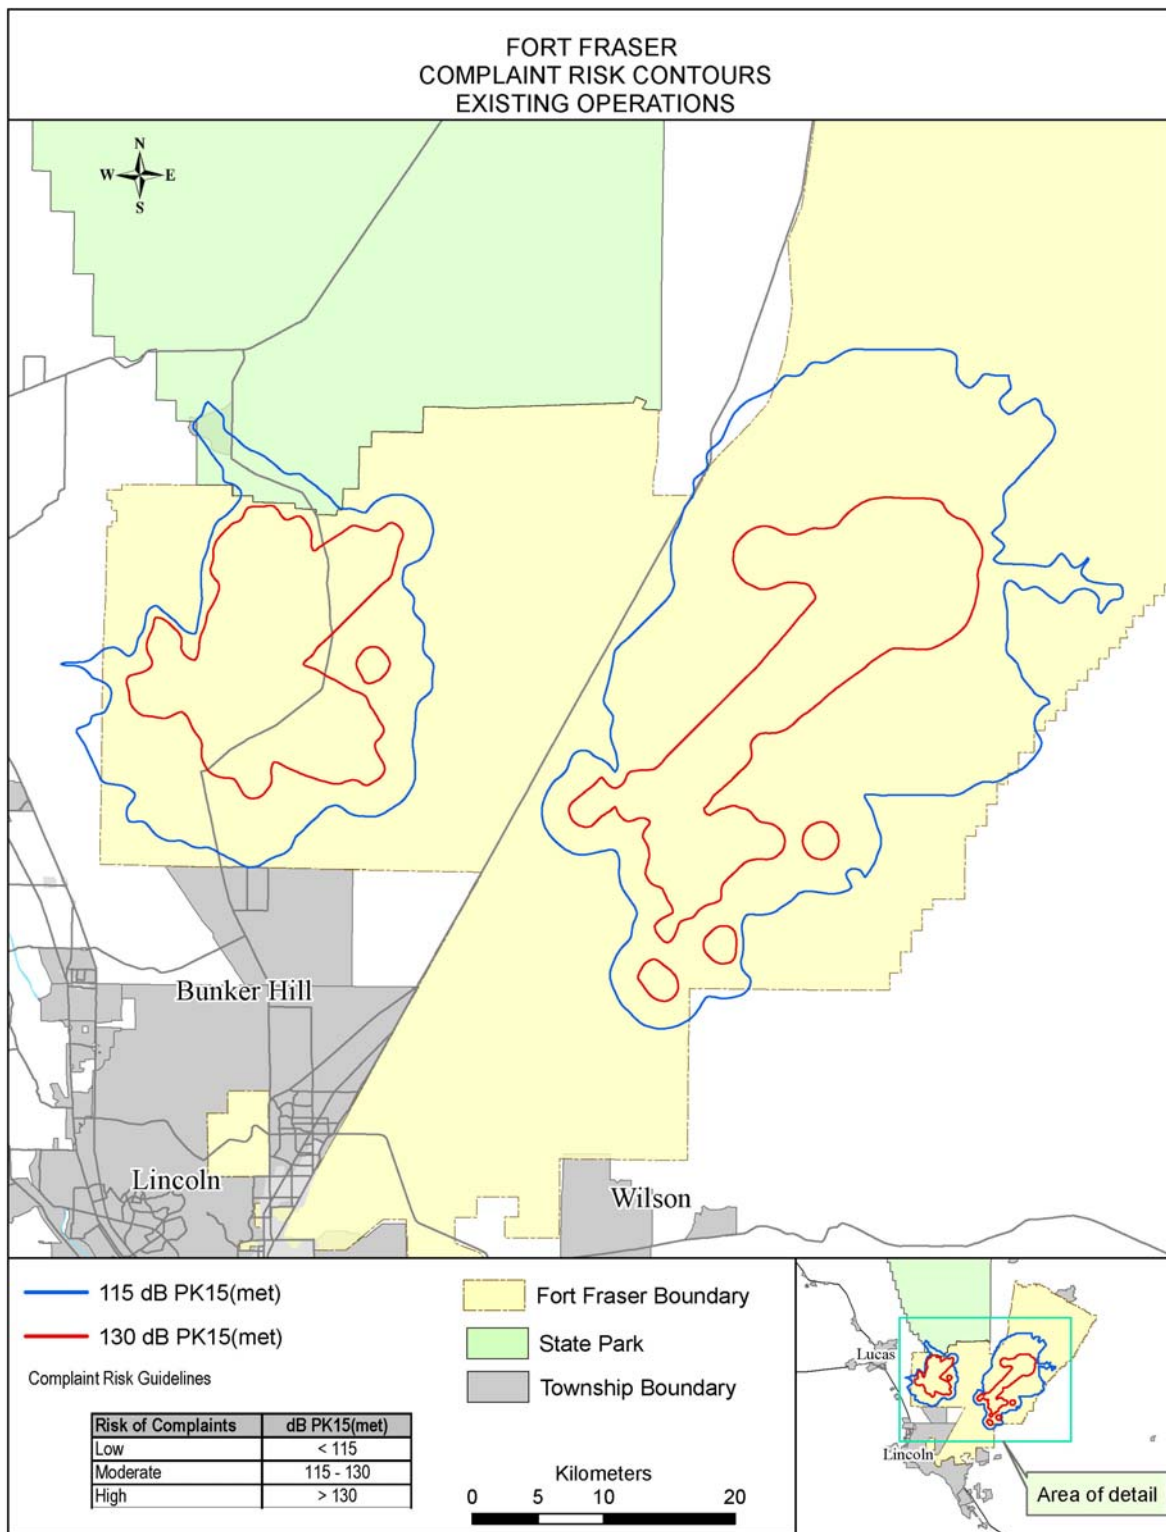 FORT FRASER
COMPLAINT RISK CONTOURS
EXISTING OPERATIONS
N
W E
S
Bunker Hill
Lincoln
Wilson
115 dB PK15(met)
130 dB PK15(met)
Complaint Risk Guidelines
Risk of Complaints dB PK15(met)
Low < 115
Moderate 115 - 130
High > 130
Fort Fraser Boundary
State Park
Township Boundary
Kilometers
0 5 10 20
Lucas
Lincoln
Area of detail